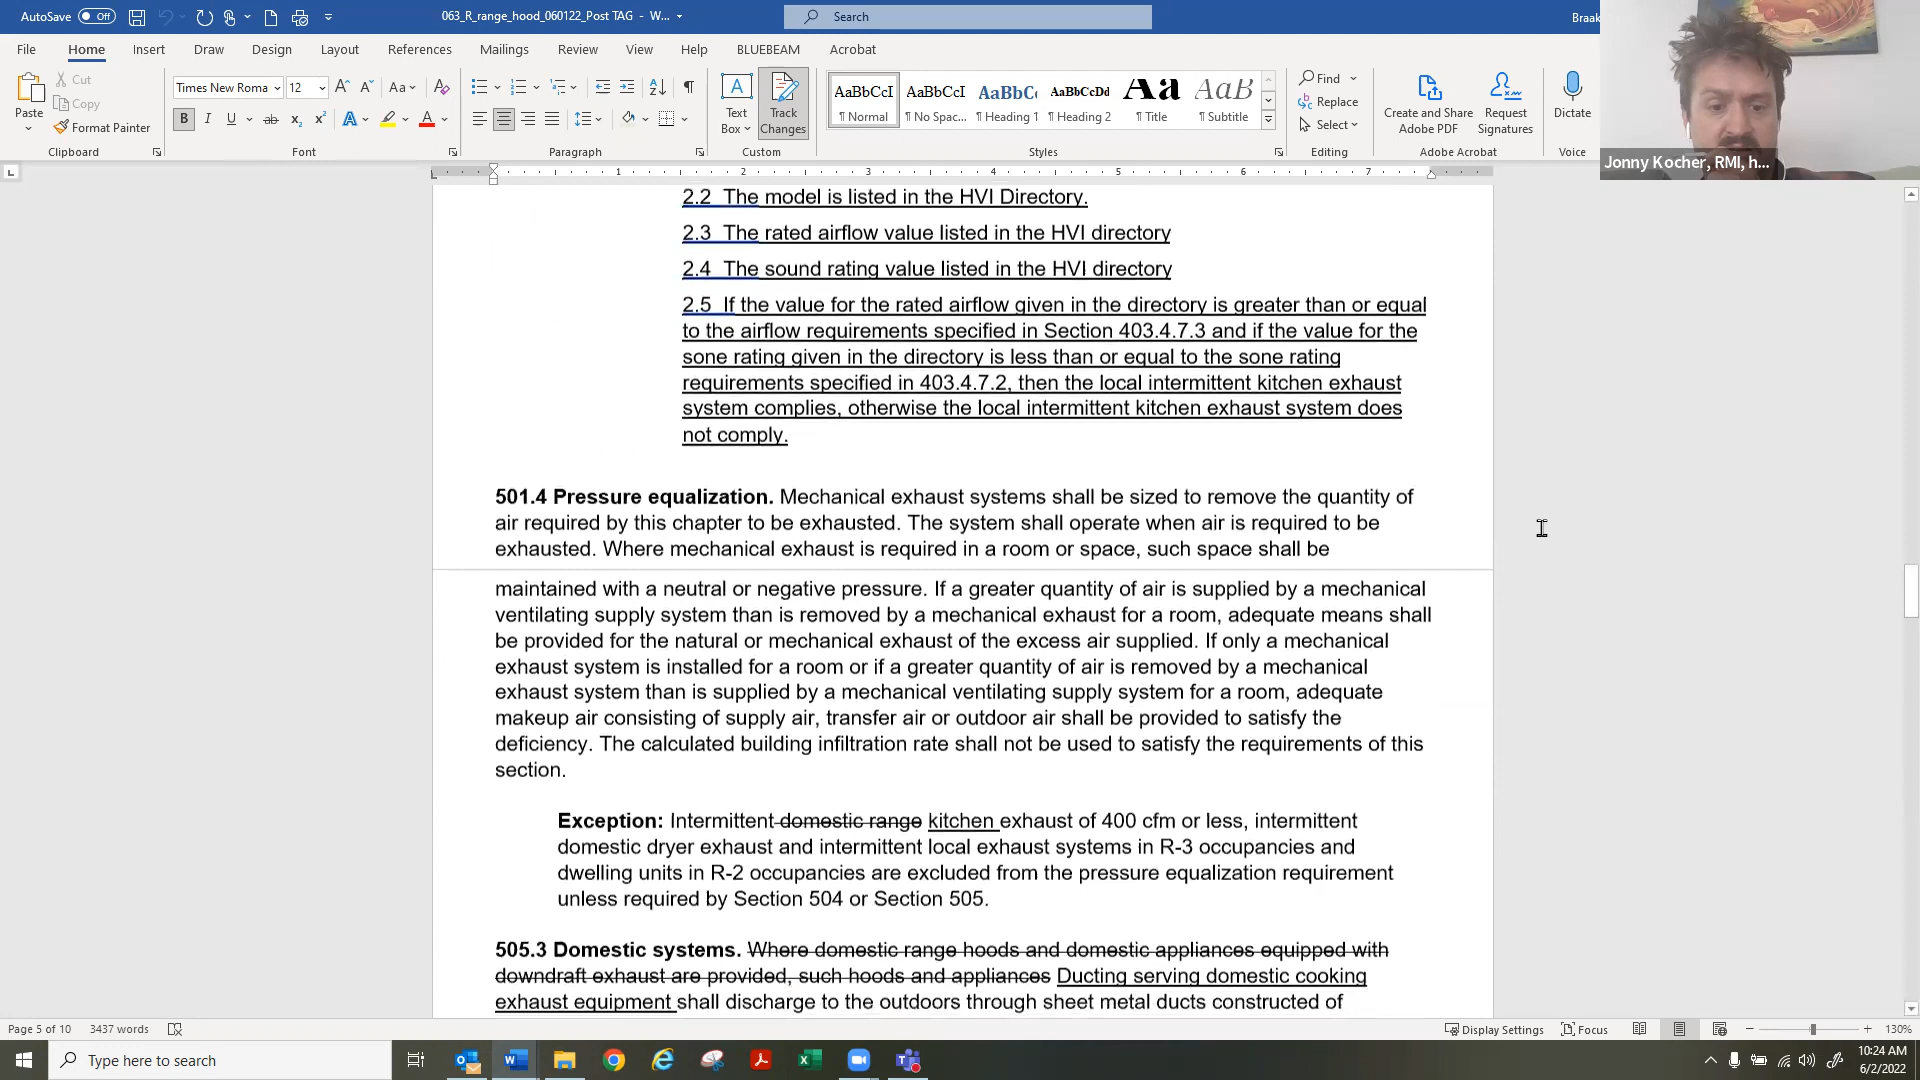 AutoSave Off 063_R_range_hood_060122_Post TAG - W... Search Braak
File Home Insert Draw Design Layout References Mailings Review View Help BLUEBEAM Acrobat
Paste Cut Copy Format Painter Clipboard
Times New Roma 12 Font
Paragraph
Text Box Track Changes Custom
AaBbCcI ¶ Normal AaBbCcI ¶ No Spac... AaBbCc ¶ Heading 1 AaBbCcDd ¶ Heading 2 Aa ¶ Title AaB ¶ Subtitle Styles
Find Replace Select Editing
Create and Share Adobe PDF Request Signatures Adobe Acrobat
Dictate Voice
Jonny Kocher, RMI, h...
1 2 3 4 5 6 7
2.2 The model is listed in the HVI Directory.
2.3 The rated airflow value listed in the HVI directory
2.4 The sound rating value listed in the HVI directory
2.5 If the value for the rated airflow given in the directory is greater than or equal
to the airflow requirements specified in Section 403.4.7.3 and if the value for the
sone rating given in the directory is less than or equal to the sone rating
requirements specified in 403.4.7.2, then the local intermittent kitchen exhaust
system complies, otherwise the local intermittent kitchen exhaust system does
not comply.
501.4 Pressure equalization. Mechanical exhaust systems shall be sized to remove the quantity of
air required by this chapter to be exhausted. The system shall operate when air is required to be
exhausted. Where mechanical exhaust is required in a room or space, such space shall be
maintained with a neutral or negative pressure. If a greater quantity of air is supplied by a mechanical
ventilating supply system than is removed by a mechanical exhaust for a room, adequate means shall
be provided for the natural or mechanical exhaust of the excess air supplied. If only a mechanical
exhaust system is installed for a room or if a greater quantity of air is removed by a mechanical
exhaust system than is supplied by a mechanical ventilating supply system for a room, adequate
makeup air consisting of supply air, transfer air or outdoor air shall be provided to satisfy the
deficiency. The calculated building infiltration rate shall not be used to satisfy the requirements of this
section.
Exception: Intermittent domestic range kitchen exhaust of 400 cfm or less, intermittent
domestic dryer exhaust and intermittent local exhaust systems in R-3 occupancies and
dwelling units in R-2 occupancies are excluded from the pressure equalization requirement
unless required by Section 504 or Section 505.
505.3 Domestic systems. Where domestic range hoods and domestic appliances equipped with
downdraft exhaust are provided, such hoods and appliances Ducting serving domestic cooking
exhaust equipment shall discharge to the outdoors through sheet metal ducts constructed of
Page 5 of 10 3437 words Display Settings Focus 130%
Type here to search 10:24 AM
6/2/2022